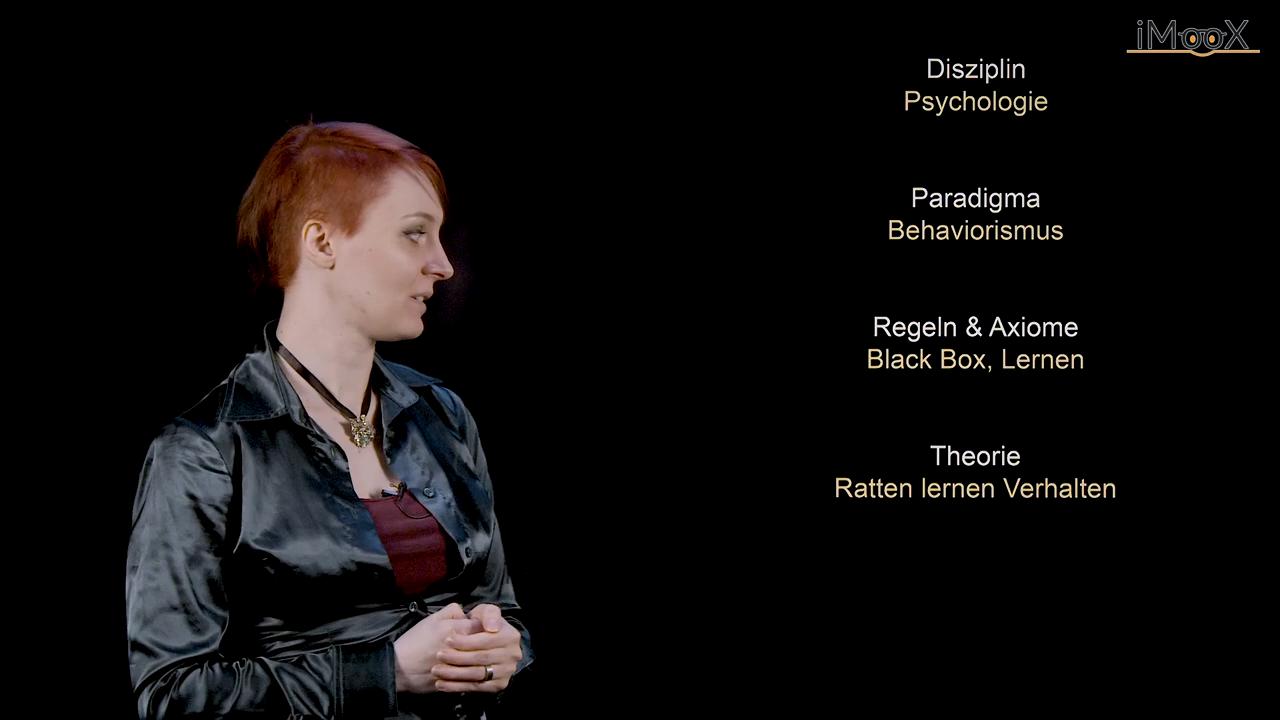 iMooX
Disziplin
Psychologie
Paradigma
Behaviorismus
Regeln & Axiome
Black Box, Lernen
Theorie
Ratten lernen Verhalten